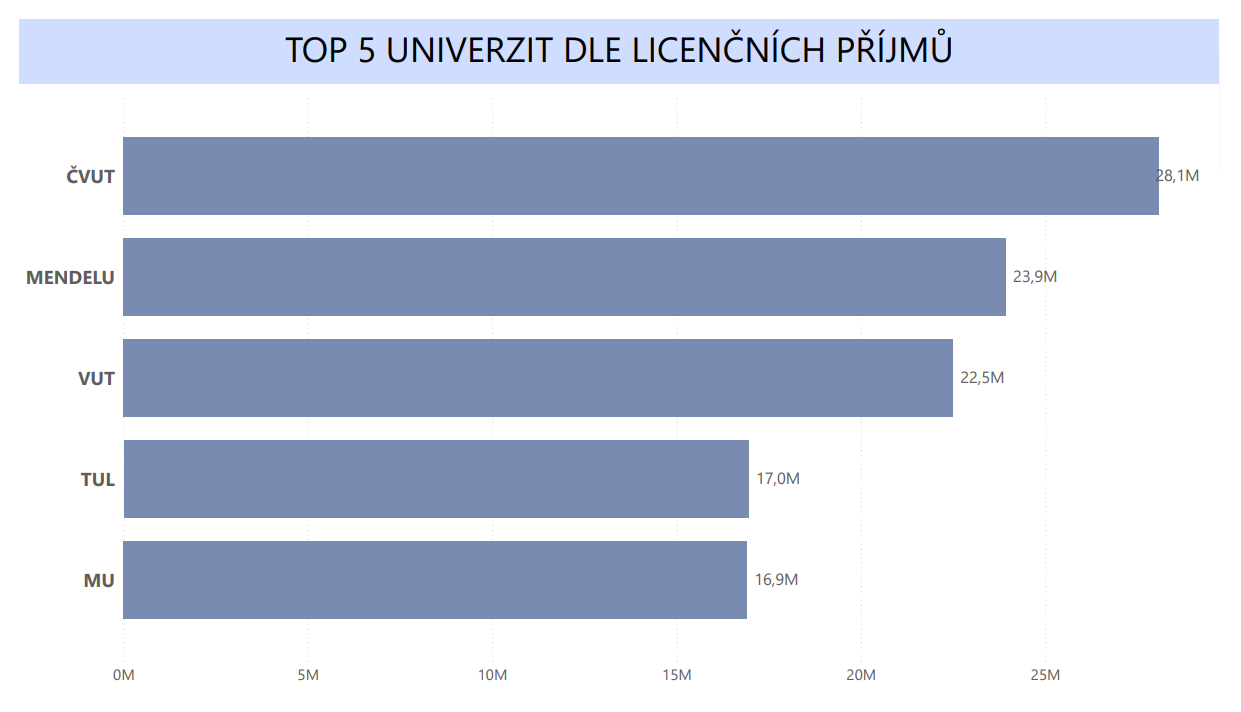 TOP 5 UNIVERZIT DLE LICENČNÍCH PŘÍJMŮ
ČVUT 28,1M
MENDELU 23,9M
VUT 22,5M
TUL 17,0M
MU 16,9M
0M 5M 10M 15M 20M 25M